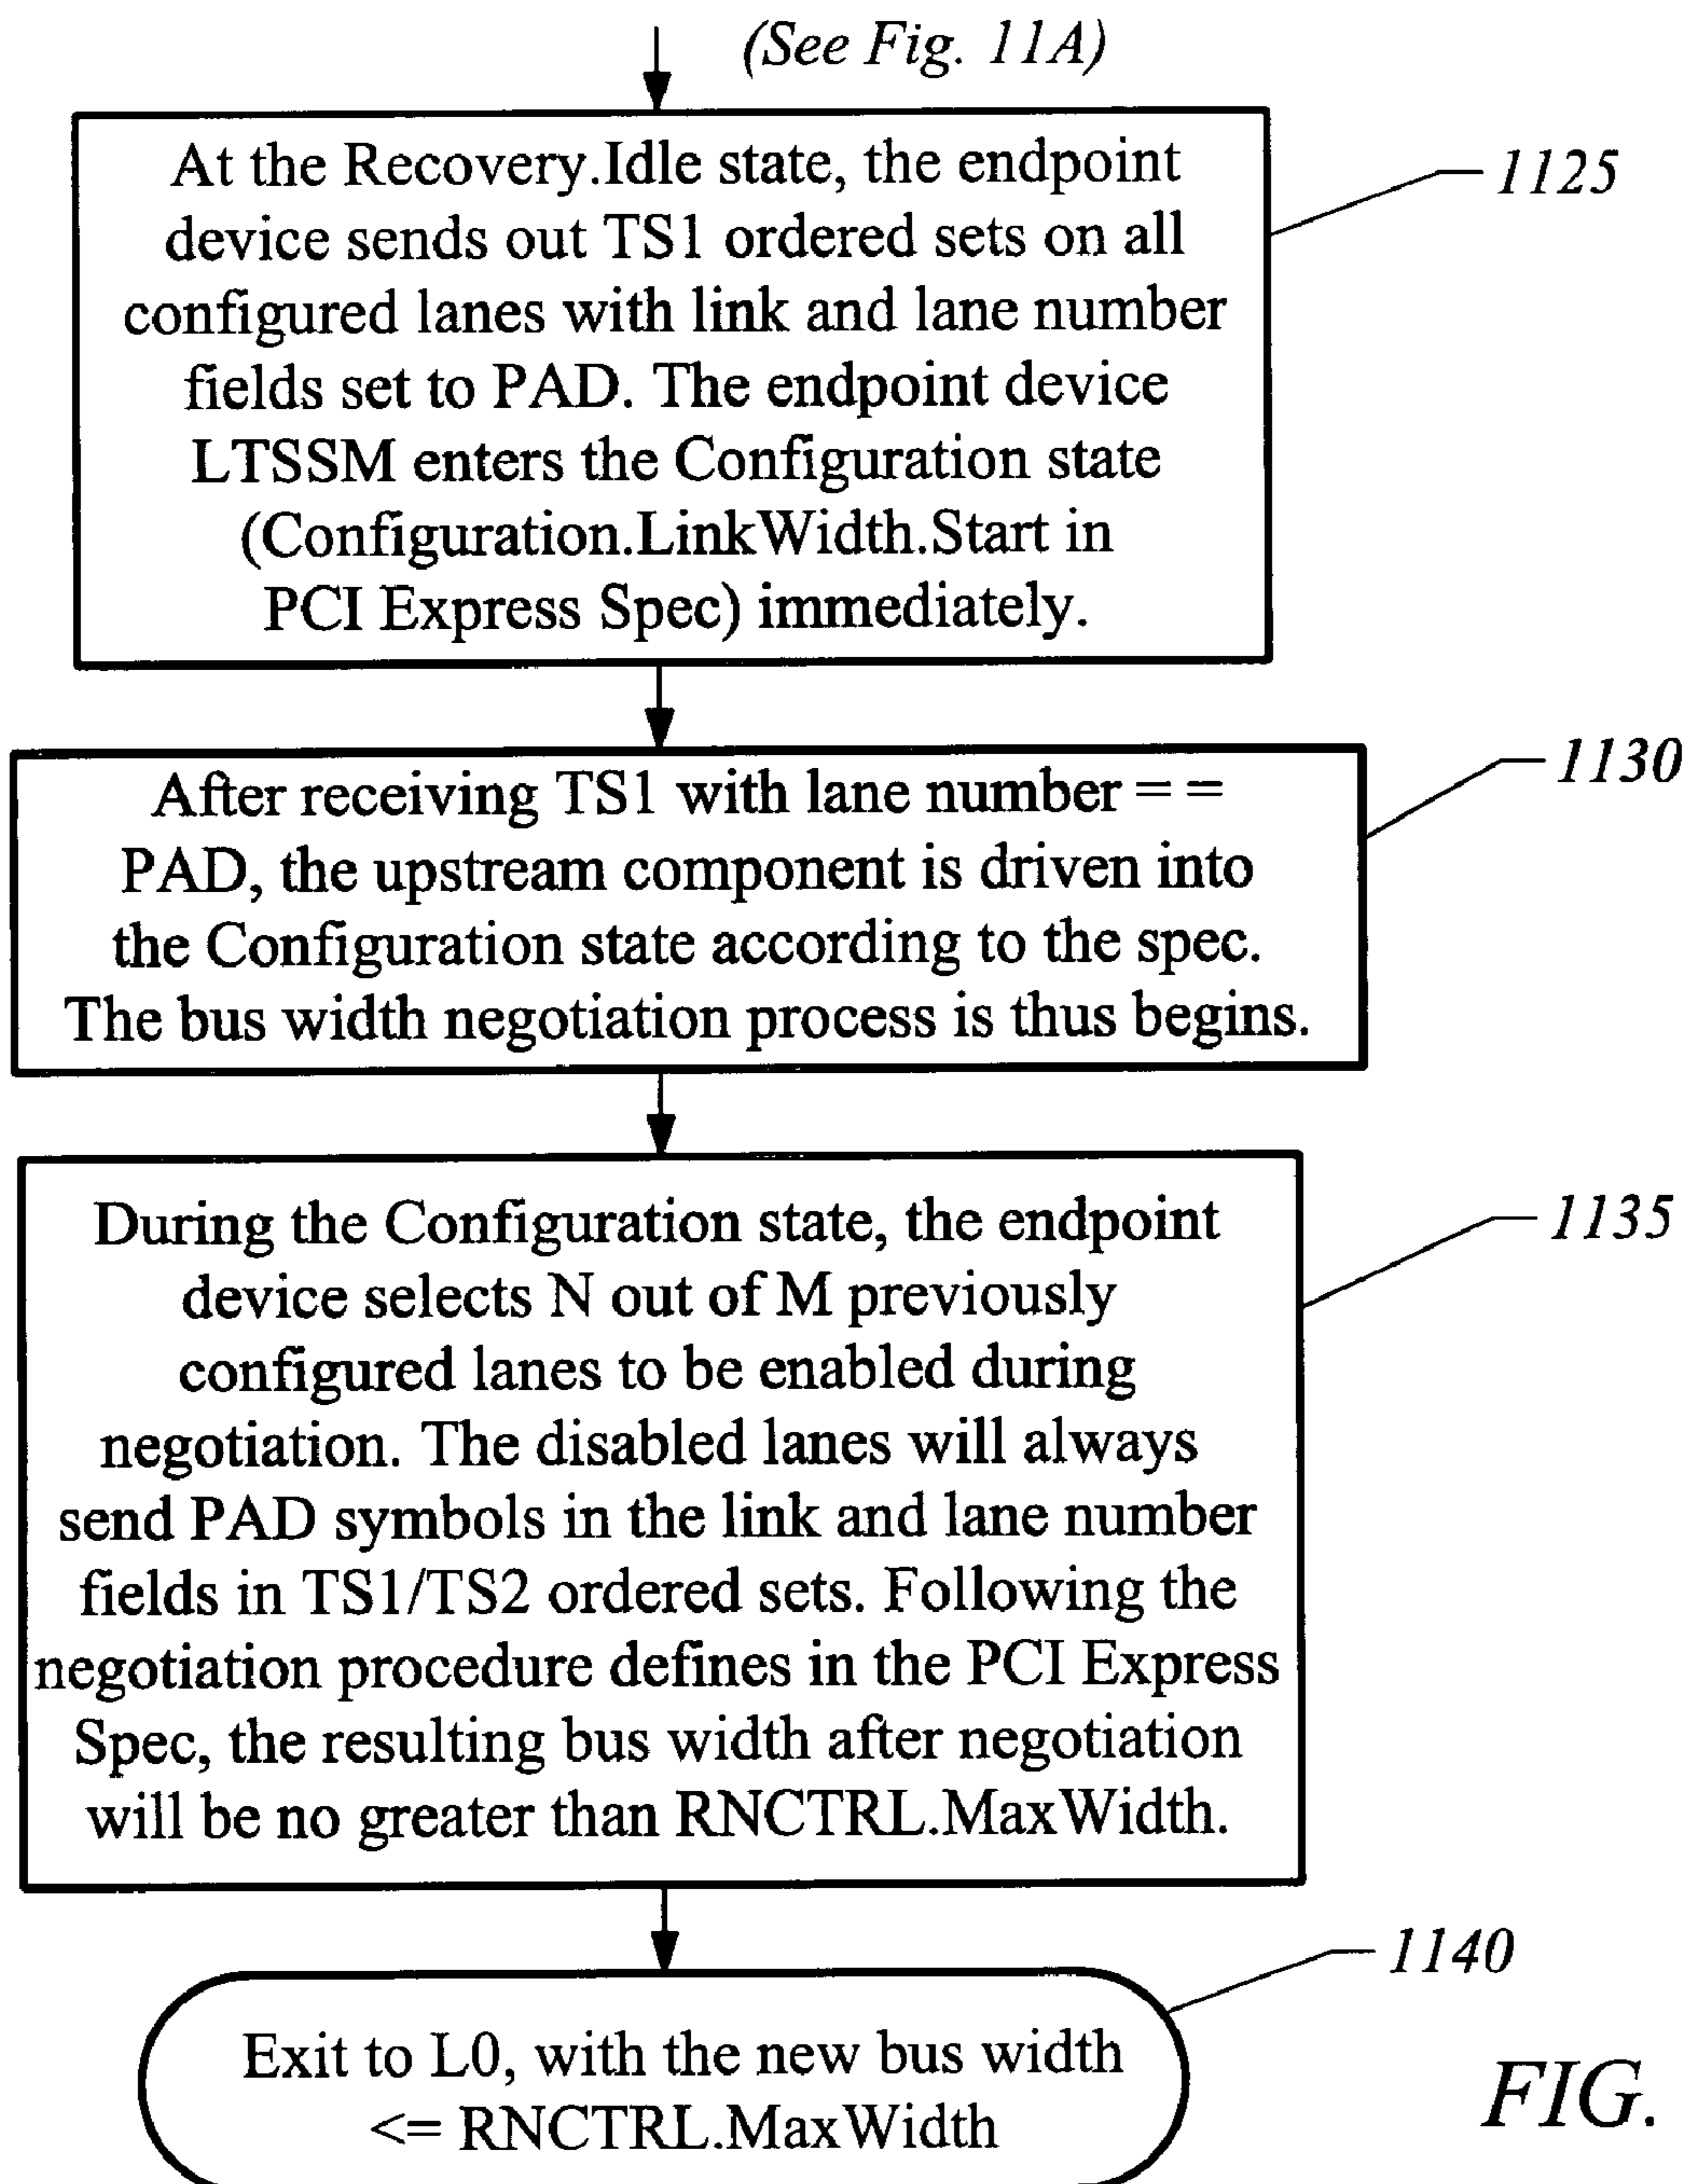 (See Fig. 11A)
At the Recovery.Idle state, the endpoint
device sends out TS1 ordered sets on all
configured lanes with link and lane number
fields set to PAD. The endpoint device
LTSSM enters the Configuration state
(Configuration.LinkWidth.Start in
PCI Express Spec) immediately.
1125
After receiving TS1 with lane number = =
PAD, the upstream component is driven into
the Configuration state according to the spec.
The bus width negotiation process is thus begins.
1130
During the Configuration state, the endpoint
device selects N out of M previously
configured lanes to be enabled during
negotiation. The disabled lanes will always
send PAD symbols in the link and lane number
fields in TS1/TS2 ordered sets. Following the
negotiation procedure defines in the PCI Express
Spec, the resulting bus width after negotiation
will be no greater than RNCTRL.MaxWidth.
1135
Exit to L0, with the new bus width
<= RNCTRL.MaxWidth
1140
FIG.